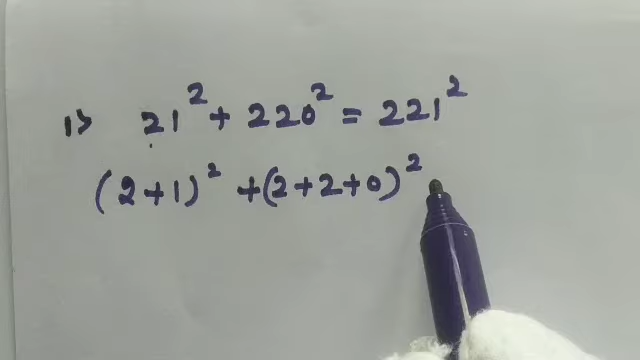 1) 21² + 220² = 221²
(2+1)² + (2+2+0)²